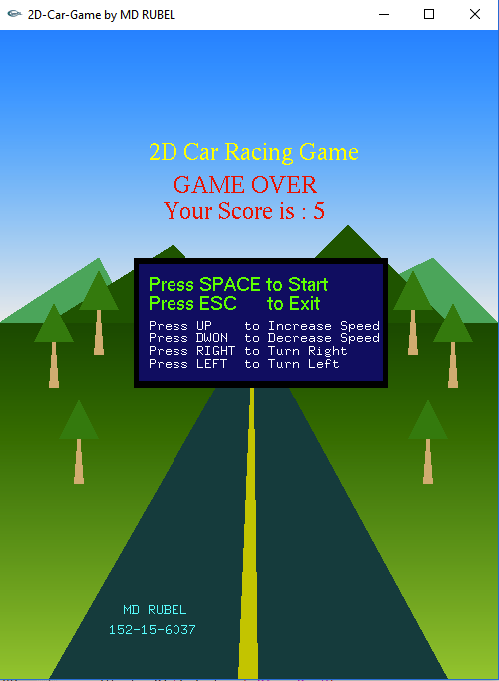 2D-Car-Game by MD RUBEL
2D Car Racing Game
GAME OVER
Your Score is : 5
Press SPACE to Start
Press ESC to Exit
Press UP to Increase Speed
Press DWON to Decrease Speed
Press RIGHT to Turn Right
Press LEFT to Turn Left
MD RUBEL
152-15-6037